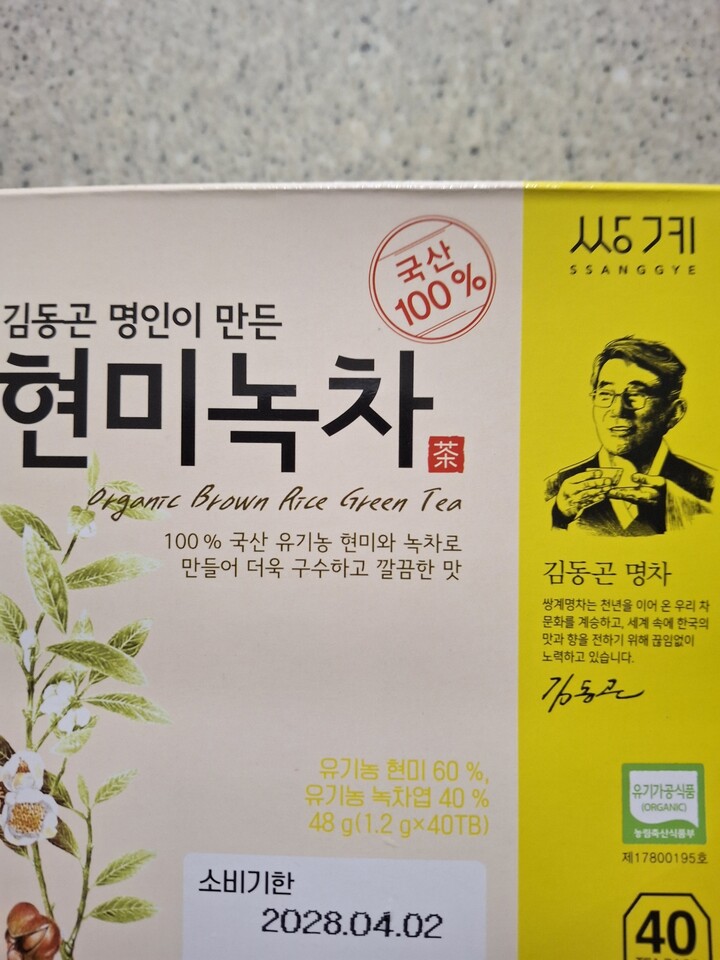 국산
100%
김동곤 명인이 만든
현미녹차
茶
Organic Brown Rice Green Tea
100% 국산 유기농 현미와 녹차로
만들어 더욱 구수하고 깔끔한 맛
유기농 현미 60 %,
유기농 녹차엽 40 %
48 g(1.2 g×40TB)
소비기한
2028.04.02
쌍계
SSANGGYE
김동곤 명차
쌍계명차는 천년을 이어 온 우리 차
문화를 계승하고, 세계 속에 한국의
맛과 향을 전하기 위해 끊임없이
노력하고 있습니다.
김동곤
유기가공식품
(ORGANIC)
농림축산식품부
제17800195호
40